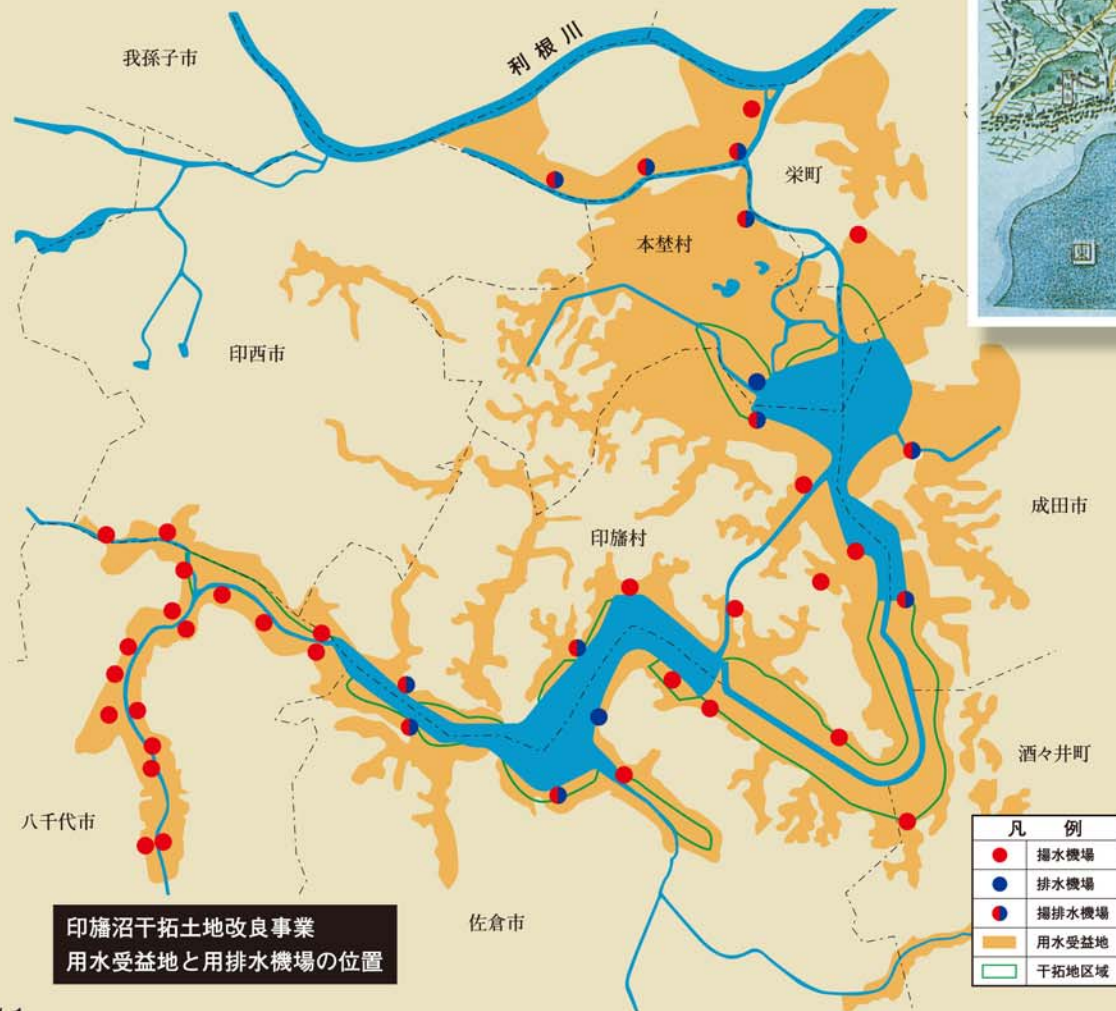 我孫子市
利根川
栄町
本埜村
東
印西市
成田市
印旛村
酒々井町
八千代市
佐倉市
凡 例
揚水機場
排水機場
揚排水機場
用水受益地
干拓地区域
印旛沼干拓土地改良事業
用水受益地と用排水機場の位置